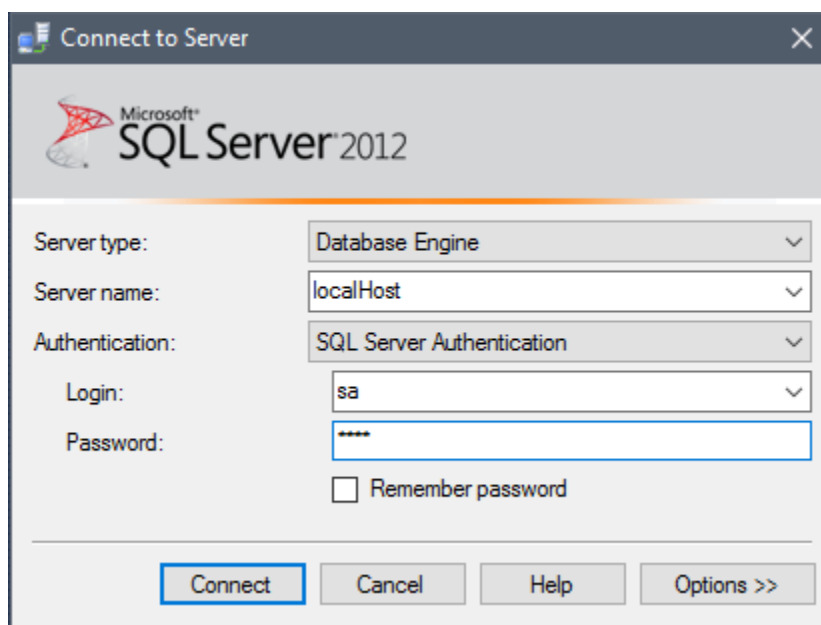 Connect to Server
Microsoft®
SQL Server® 2012
Server type: Database Engine
Server name: localHost
Authentication: SQL Server Authentication
Login: sa
Password: ****
Remember password
Connect Cancel Help Options >>